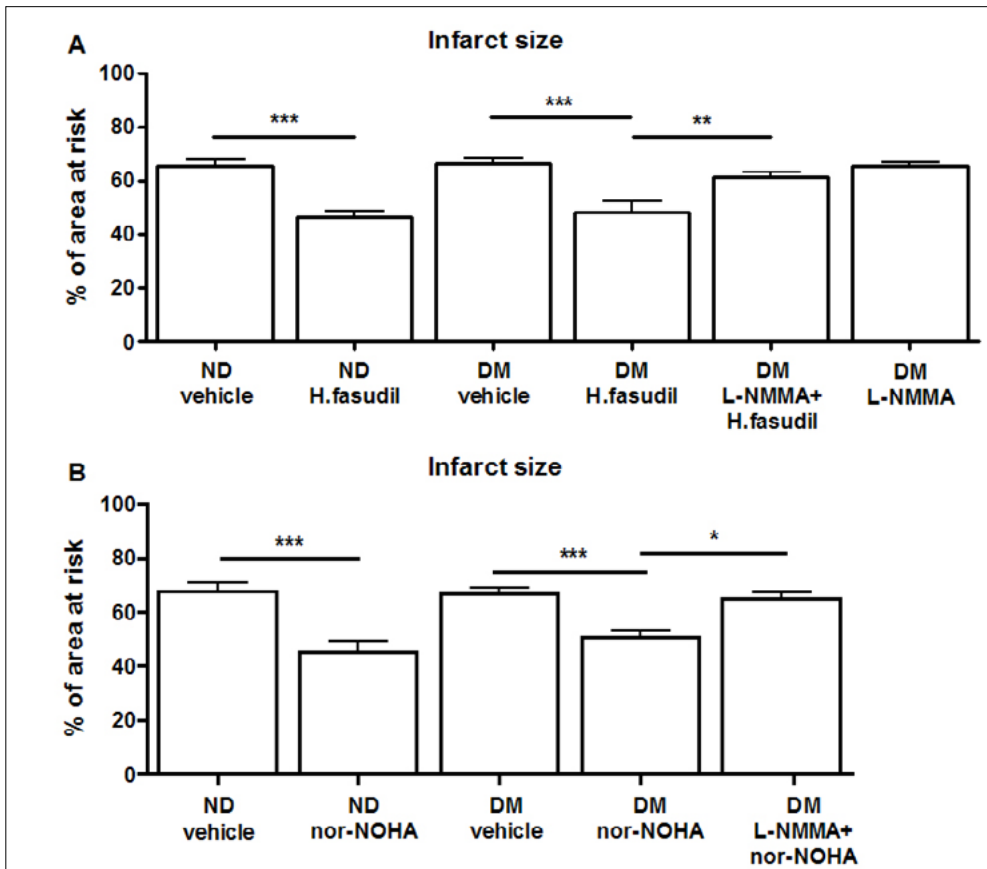 A
Infarct size
% of area at risk
100
80
60
40
20
0
***
***
**
ND
vehicle
ND
H.fasudil
DM
vehicle
DM
H.fasudil
DM
L-NMMA+
H.fasudil
DM
L-NMMA
B
Infarct size
% of area at risk
100
80
60
40
20
0
***
***
*
ND
vehicle
ND
nor-NOHA
DM
vehicle
DM
nor-NOHA
DM
L-NMMA+
nor-NOHA